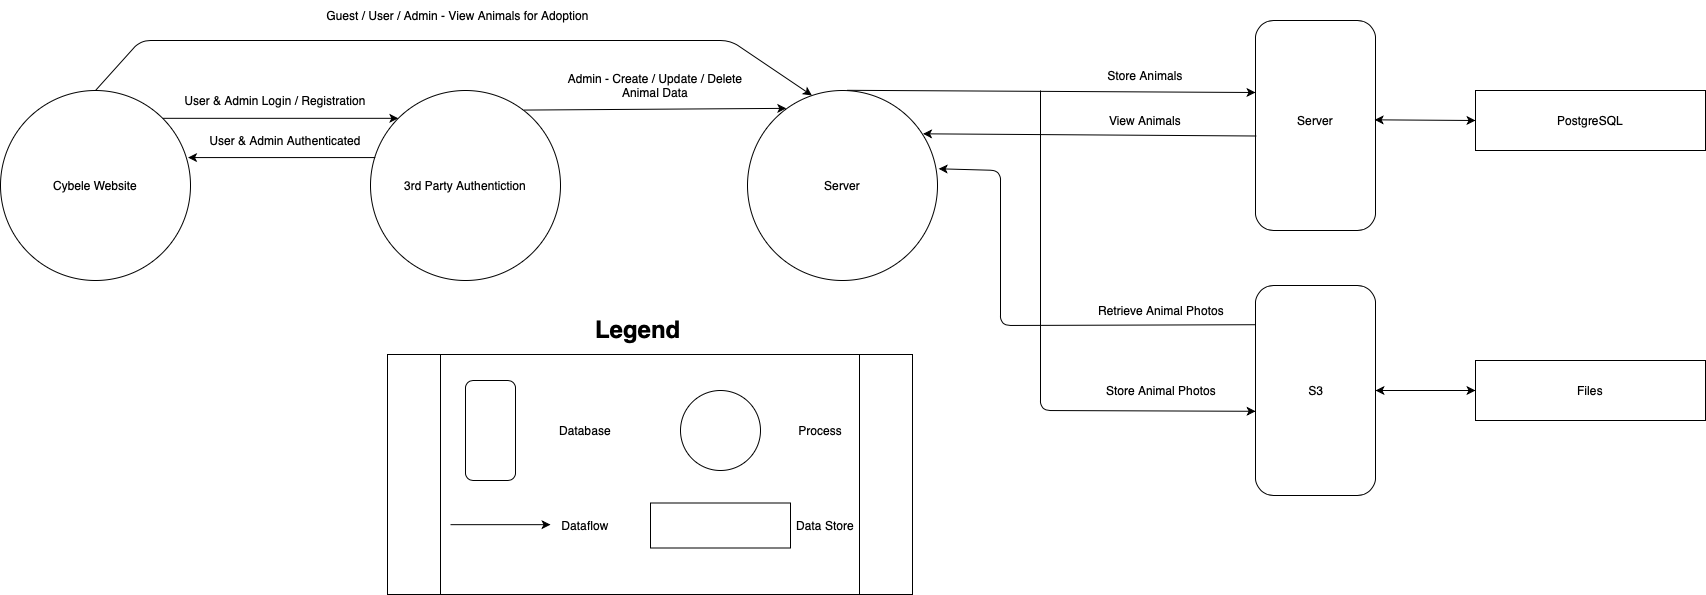 Guest / User / Admin - View Animals for Adoption
User & Admin Login / Registration
User & Admin Authenticated
Admin - Create / Update / Delete
Animal Data
Store Animals
View Animals
Cybele Website
3rd Party Authentiction
Server
Server
PostgreSQL
Retrieve Animal Photos
Store Animal Photos
S3
Files
Legend
Database
Process
Dataflow
Data Store